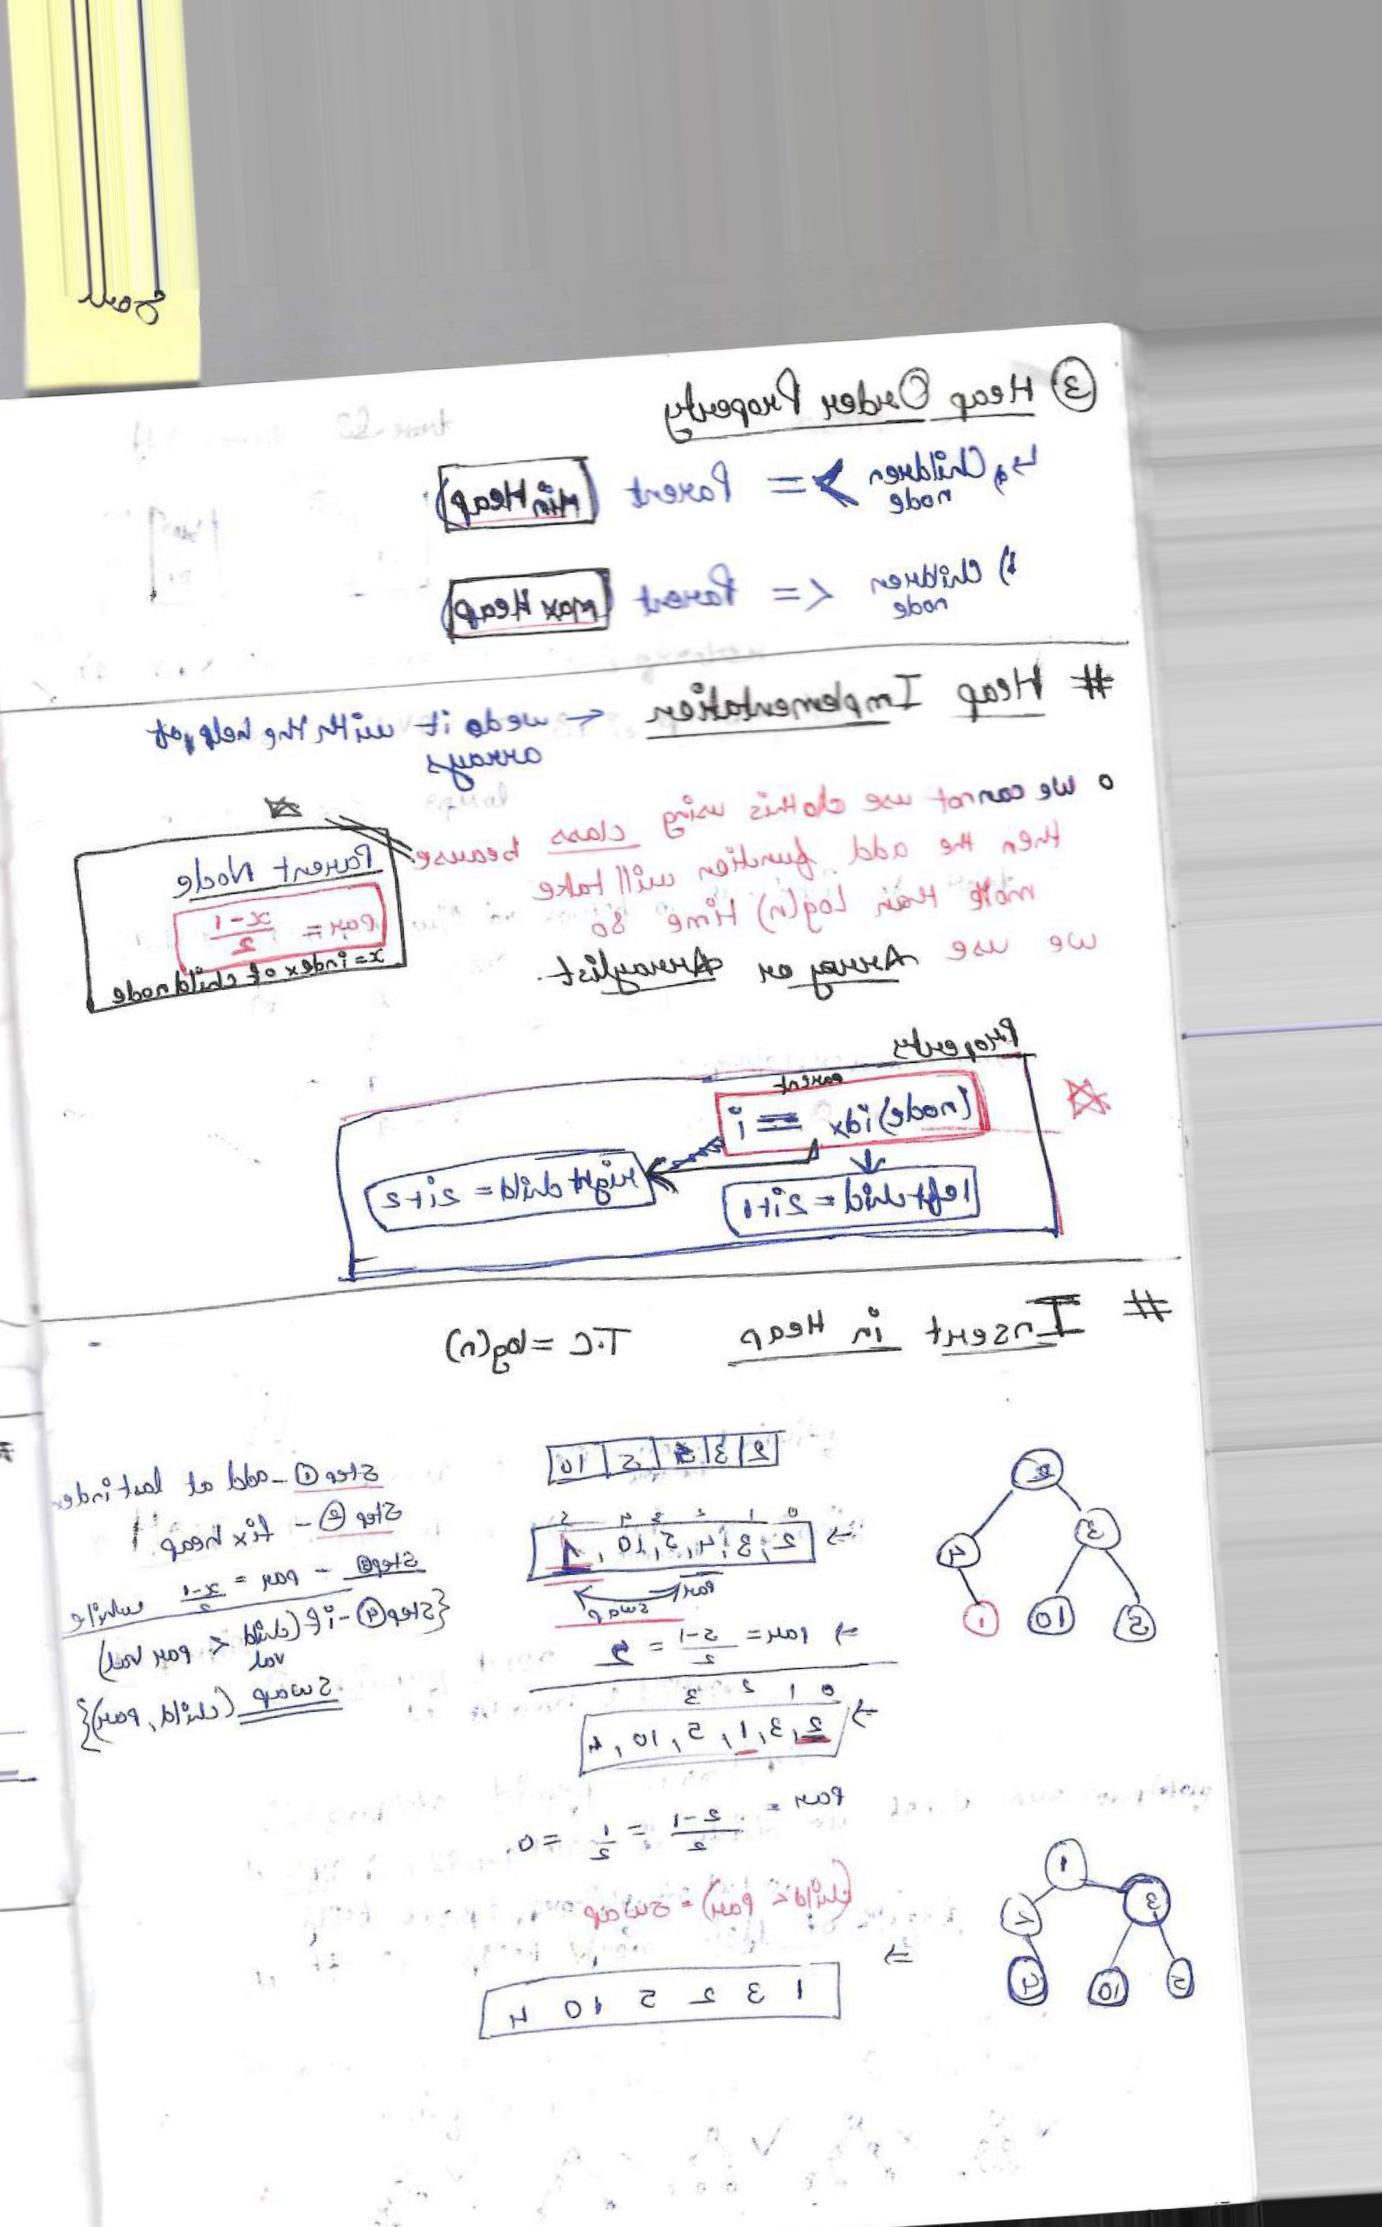 ③ Heap Order Property
Children node >= Parent (Min Heap)
1) Children node <= Parent (max Heap)
# Heap Implementation → we do it with the help of
arrays
o we cannot use do this using class because
then the add function will take
more than Log(n) time so
we use Array or Arraylist.
Parent Node
Par = x-1/2
x = index of child node
Property
parent
(node) idx = i
left child = 2i+1
right child = 2i+2
# Insert in Heap T.C = log(n)
2 3 4 5 10
0 1 2 3 4 5
⇒ 2, 3, 4, 5, 10, 1
Par
swap
⇒ par = 5-1/2 = 2
0 1 2 3
⇒ 2, 3, 1, 5, 10, 4
Par = 2-1/2 = 1/2 = 0.
(child < par) = swap
⇒ 1 3 2 5 10 4
Step ① - add at last index
Step ② - fix heap
Step ③ - par = x-1/2 while
{Step ④ - if (child val < par val)
swap (child, par)}
2
3 4
5 10 1
1
3 2
5 10 4